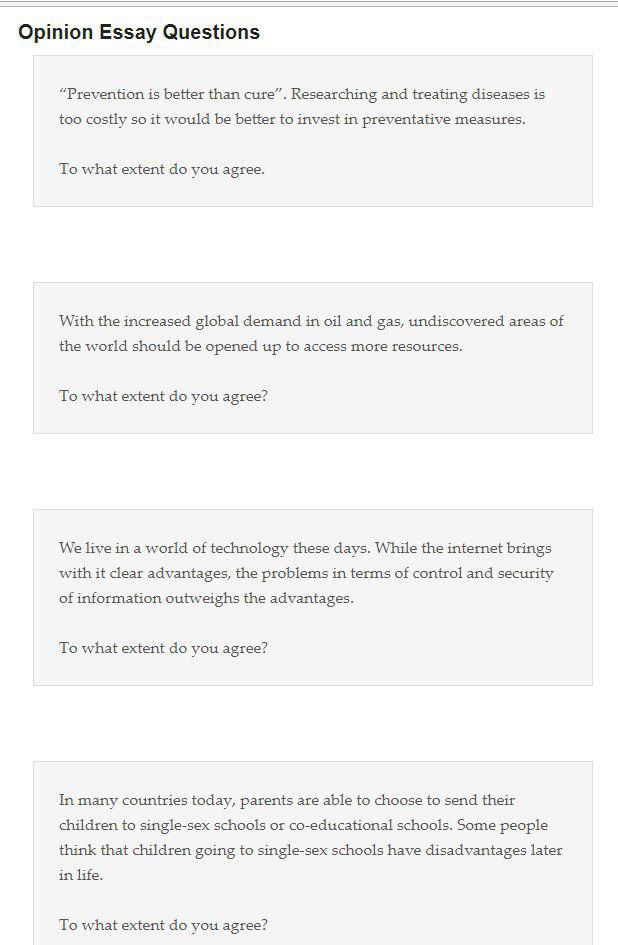 Opinion Essay Questions
“Prevention is better than cure”. Researching and treating diseases is
too costly so it would be better to invest in preventative measures.
To what extent do you agree.
With the increased global demand in oil and gas, undiscovered areas of
the world should be opened up to access more resources.
To what extent do you agree?
We live in a world of technology these days. While the internet brings
with it clear advantages, the problems in terms of control and security
of information outweighs the advantages.
To what extent do you agree?
In many countries today, parents are able to choose to send their
children to single-sex schools or co-educational schools. Some people
think that children going to single-sex schools have disadvantages later
in life.
To what extent do you agree?